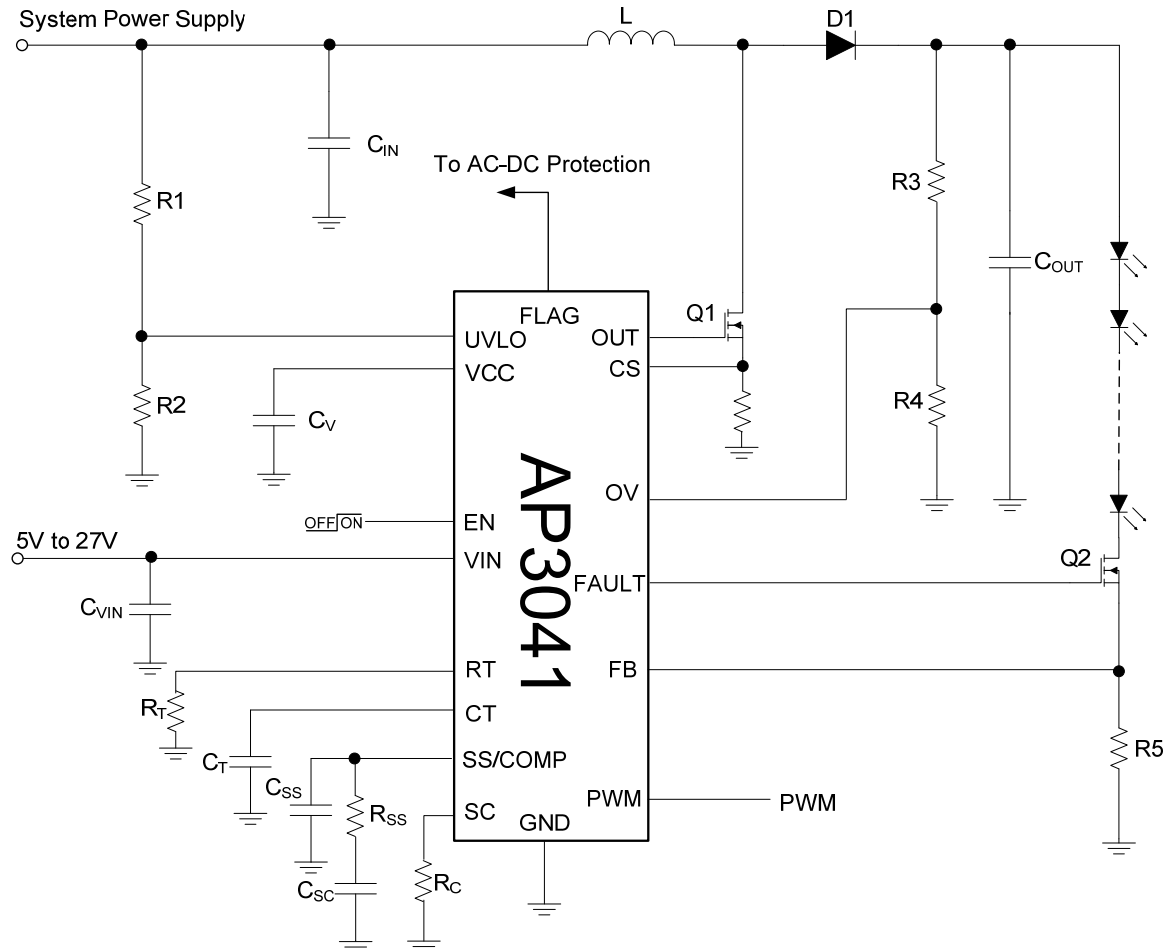 System Power Supply
L
D1
C_IN
To AC-DC Protection
R1
R3
C_OUT
FLAG
Q1
UVLO
OUT
VCC
CS
R2
R4
C_V
AP3041
OV
OFF ON
EN
5V to 27V
VIN
Q2
FAULT
C_VIN
RT
FB
R_T
CT
R5
C_T
SS/COMP
C_SS
R_SS
PWM
PWM
SC
GND
C_SC
R_C